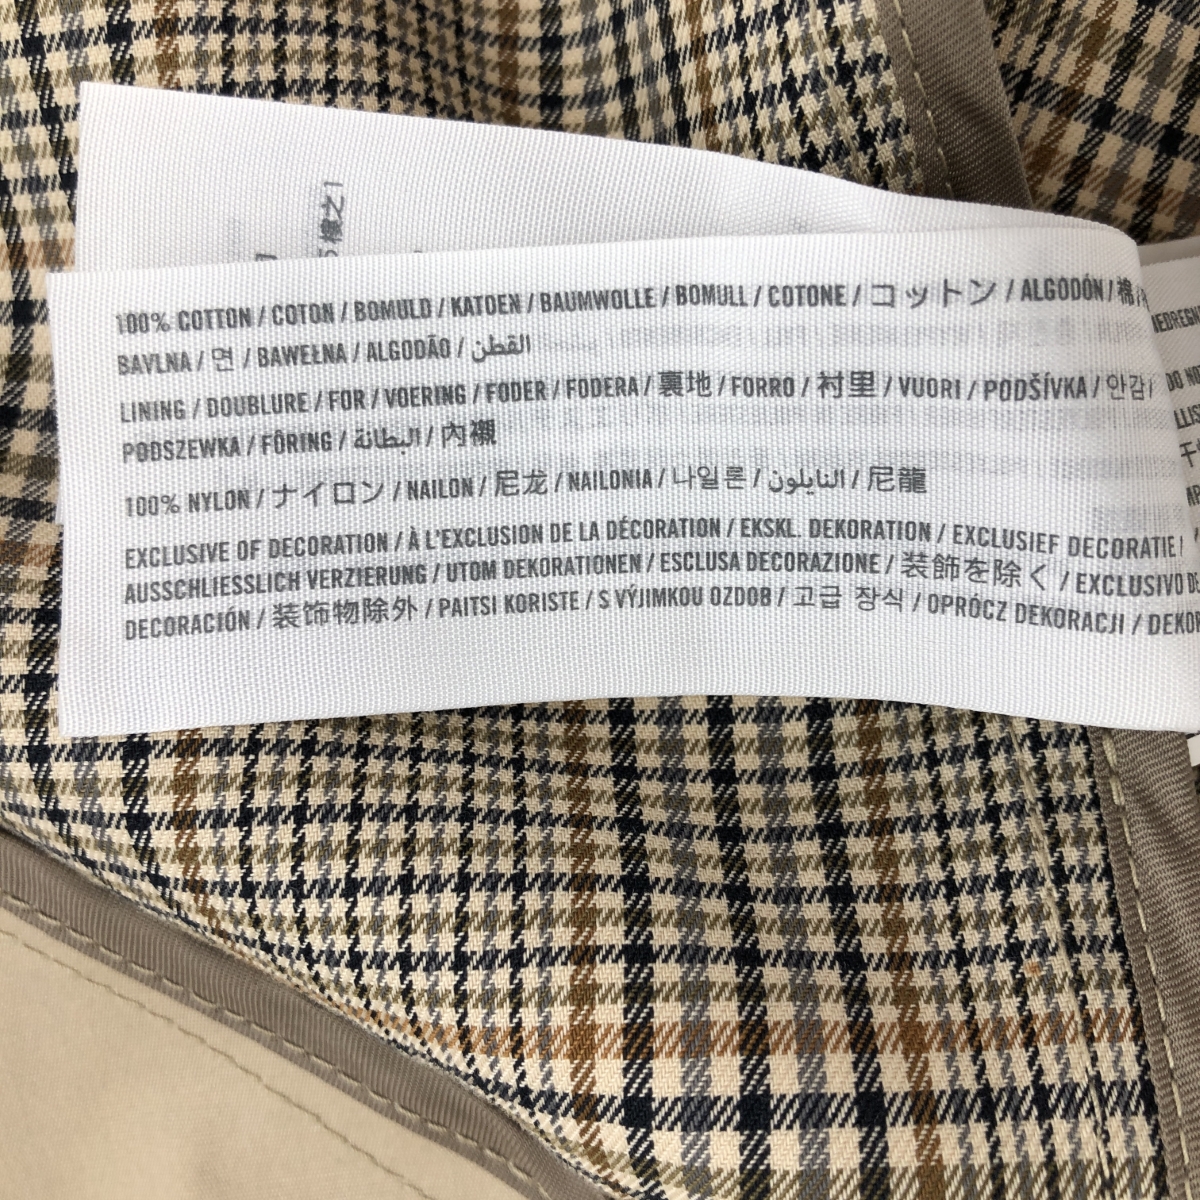 100% COTTON / COTON / BOMULD / KATOEN / BAUMWOLLE / BOMULL / COTONE / コットン / ALGODÓN / 棉 /
BAVLNA / 면 / BAWEŁNA / ALGODÃO / القطن
LINING / DOUBLURE / FOR / VOERING / FODER / FODERA / 裏地 / FORRO / 衬里 / VUORI / PODŠÍVKA / 안감 /
PODSZEWKA / FÔRING / البطانة / 內襯
100% NYLON / ナイロン / NAILON / 尼龙 / NAILONIA / 나일론 / النايلون / 尼龍
EXCLUSIVE OF DECORATION / À L'EXCLUSION DE LA DÉCORATION / EKSKL. DEKORATION / EXCLUSIEF DECORATIE /
AUSSCHLIESSLICH VERZIERUNG / UTOM DEKORATIONEN / ESCLUSA DECORAZIONE / 装飾を除く / EXCLUSIVO DE
DECORACIÓN / 装饰物除外 / PAITSI KORISTE / S VÝJIMKOU OZDOB / 고급 장식 / OPRÓCZ DEKORACJI /
DO NO